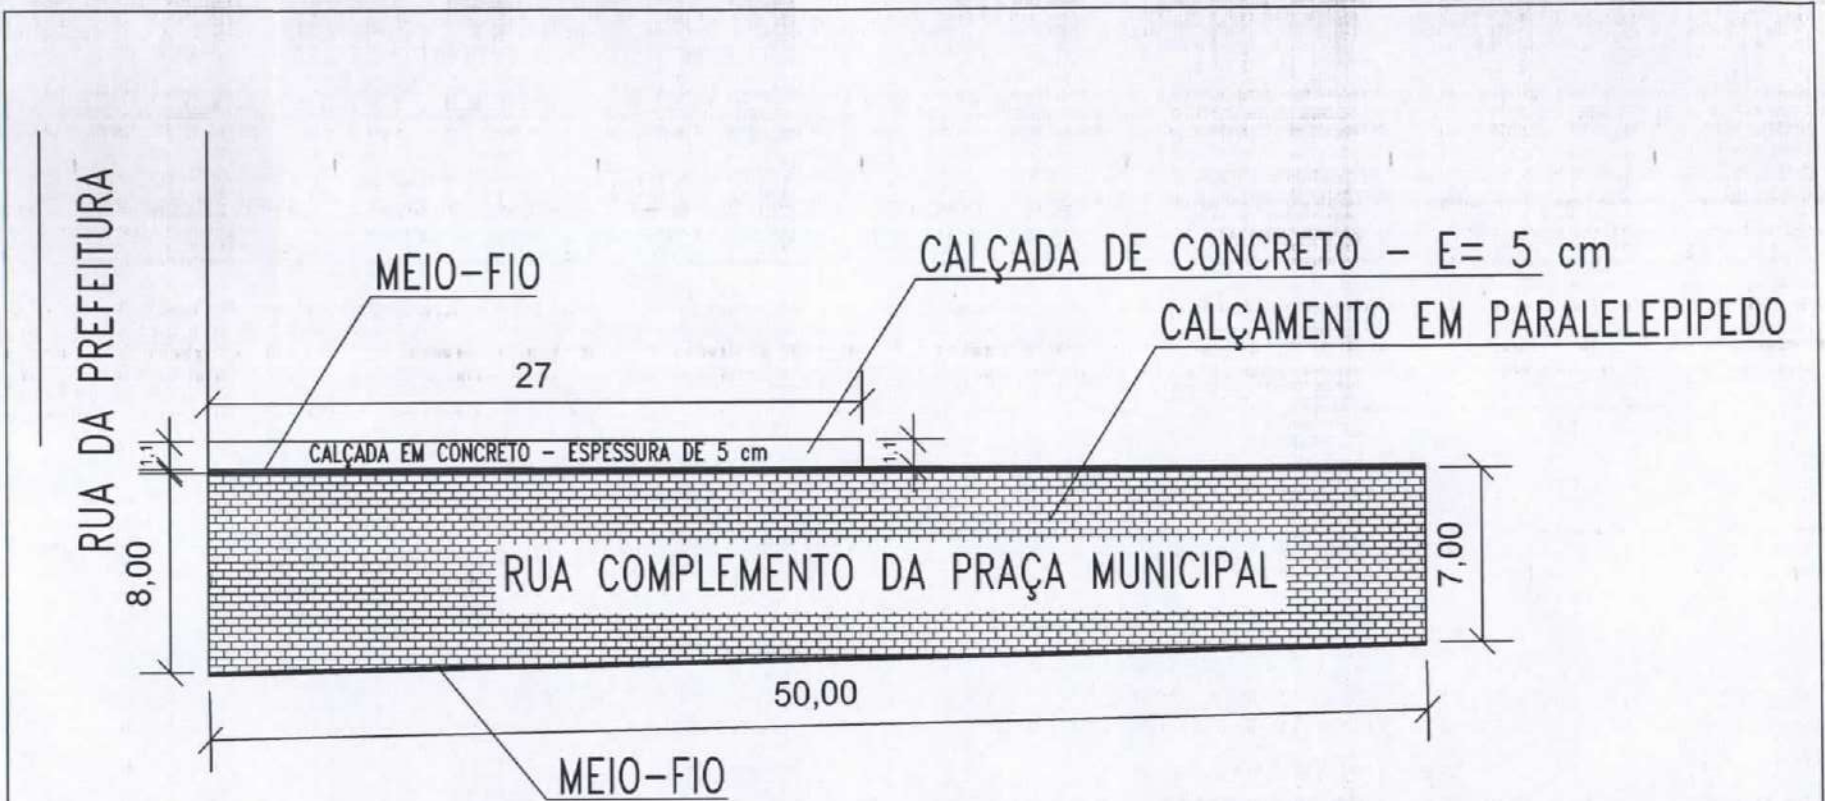 RUA DA PREFEITURA
MEIO-FIO
CALÇADA DE CONCRETO - E= 5 cm
CALÇAMENTO EM PARALELEPIPEDO
27
1,1
CALÇADA EM CONCRETO - ESPESSURA DE 5 cm
1,1
8,00
RUA COMPLEMENTO DA PRAÇA MUNICIPAL
7,00
50,00
MEIO-FIO